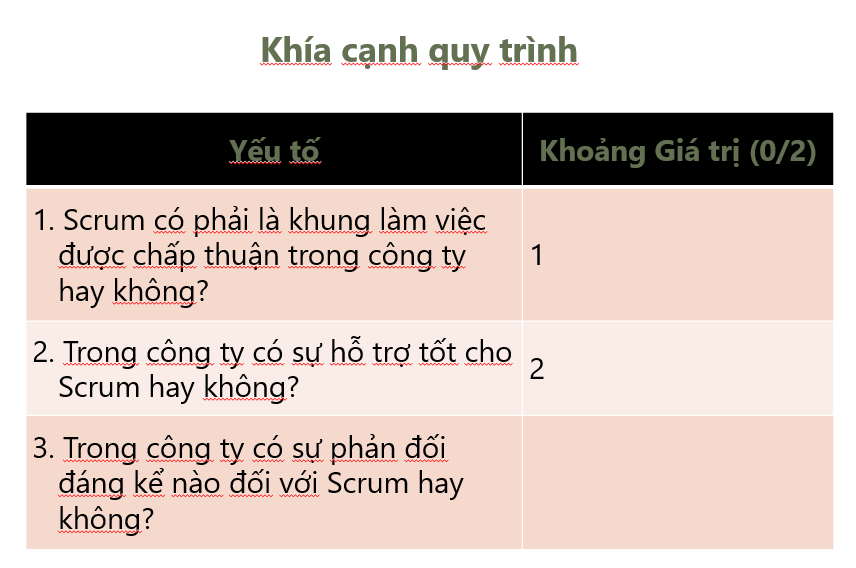 Khía cạnh quy trình
Yếu tố
Khoảng Giá trị (0/2)
1. Scrum có phải là khung làm việc
được chấp thuận trong công ty
hay không?
1
2. Trong công ty có sự hỗ trợ tốt cho
Scrum hay không?
2
3. Trong công ty có sự phản đối
đáng kể nào đối với Scrum hay
không?